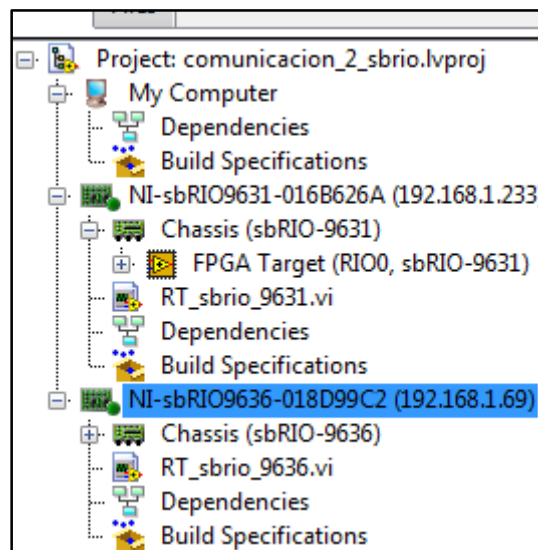 Project: comunicacion_2_sbrio.lvproj
My Computer
Dependencies
Build Specifications
NI-sbRIO9631-016B626A (192.168.1.233
Chassis (sbRIO-9631)
FPGA Target (RIO0, sbRIO-9631)
RT_sbrio_9631.vi
Dependencies
Build Specifications
NI-sbRIO9636-018D99C2 (192.168.1.69)
Chassis (sbRIO-9636)
RT_sbrio_9636.vi
Dependencies
Build Specifications